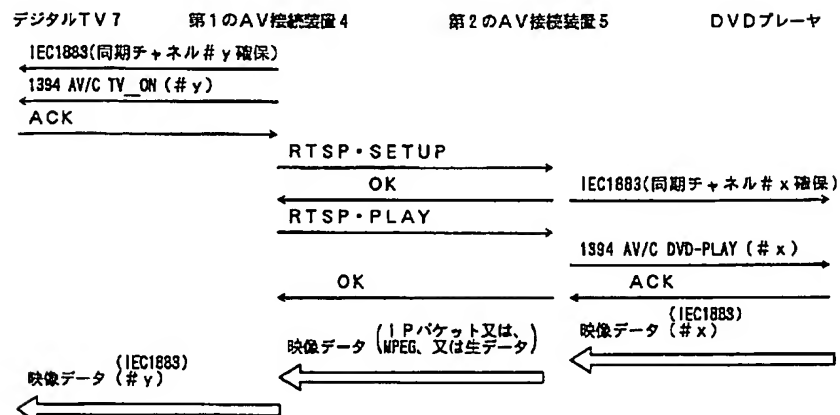 デジタルTV7 第1のAV接続装置4 第2のAV接続装置5 DVDプレーヤ
IEC1883(同期チャネル#y確保)
1394 AV/C TV_ON (#y)
ACK
RTSP・SETUP
OK IEC1883(同期チャネル#x確保)
RTSP・PLAY
1394 AV/C DVD-PLAY (#x)
OK ACK
映像データ (IPパケット又は、MPEG、又は生データ) 映像データ (IEC1883) (#x)
映像データ (IEC1883) (#y)